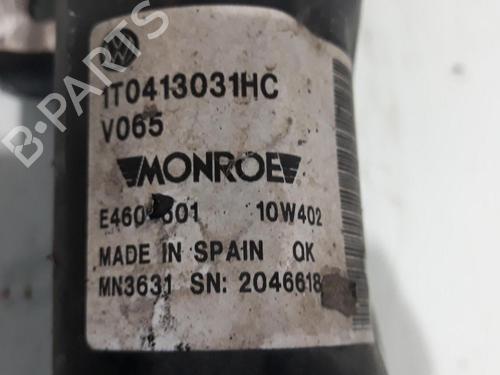 B-PARTS
1T0413031HC
V065
MONROE
10W402
MADE IN SPAIN OK
MN3631 SN: 2046618